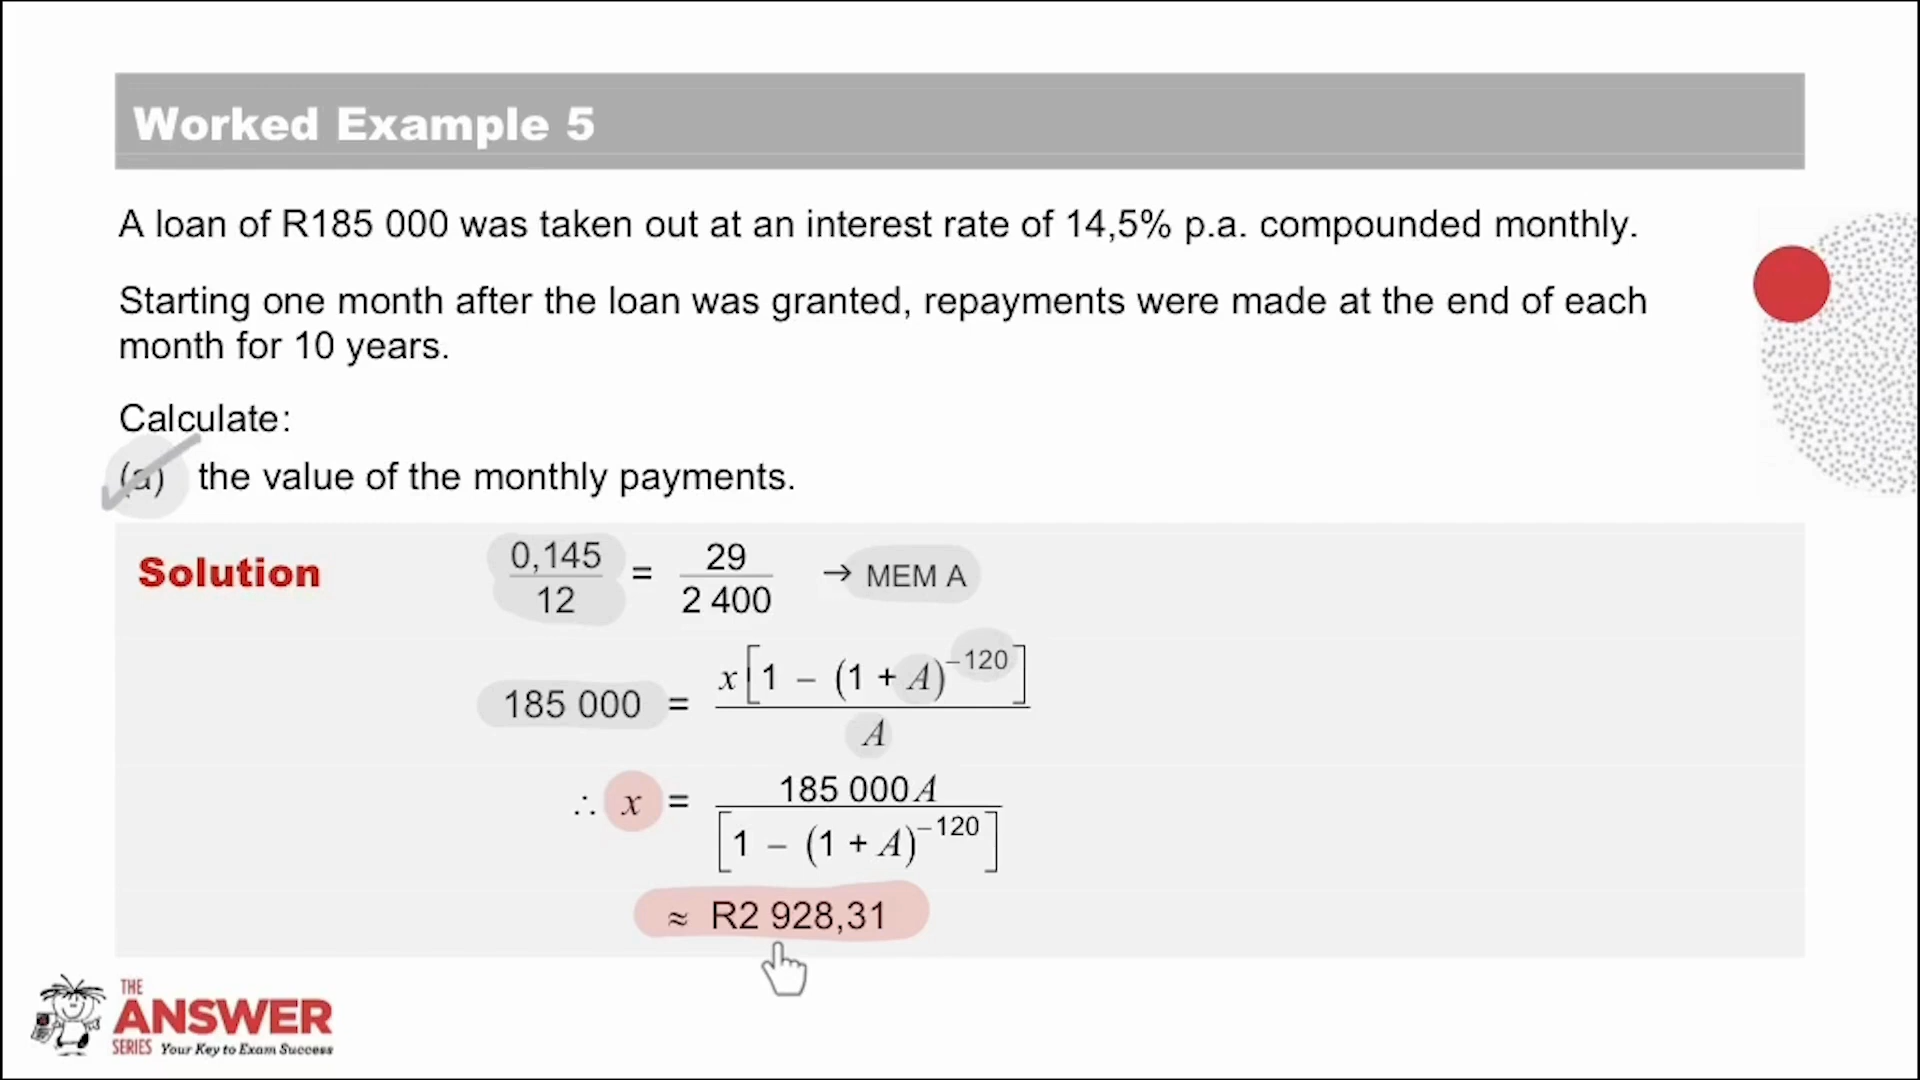 Worked Example 5
A loan of R185 000 was taken out at an interest rate of 14,5% p.a. compounded monthly.
Starting one month after the loan was granted, repayments were made at the end of each
month for 10 years.
Calculate:
(a) the value of the monthly payments.
Solution
0,145/12 = 29/2 400 → MEM A
185 000 = x[1 – (1 + A)^–120]/A
∴ x = 185 000A/[1 – (1 + A)^–120]
≈ R2 928,31
THE
ANSWER
SERIES Your Key to Exam Success